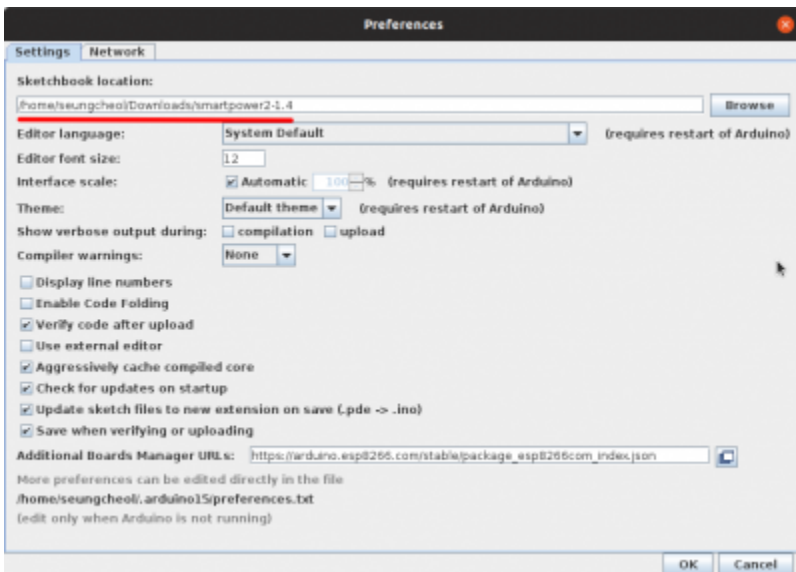 Preferences
Settings Network
Sketchbook location:
/home/seungcheol/Downloads/smartpower2-1.4 Browse
Editor language: System Default (requires restart of Arduino)
Editor font size: 12
Interface scale: Automatic 100 % (requires restart of Arduino)
Theme: Default theme (requires restart of Arduino)
Show verbose output during: compilation upload
Compiler warnings: None
Display line numbers
Enable Code Folding
Verify code after upload
Use external editor
Aggressively cache compiled core
Check for updates on startup
Update sketch files to new extension on save (.pde -> .ino)
Save when verifying or uploading
Additional Boards Manager URLs: https://arduino.esp8266.com/stable/package_esp8266com_index.json
More preferences can be edited directly in the file
/home/seungcheol/.arduino15/preferences.txt
(edit only when Arduino is not running)
OK Cancel